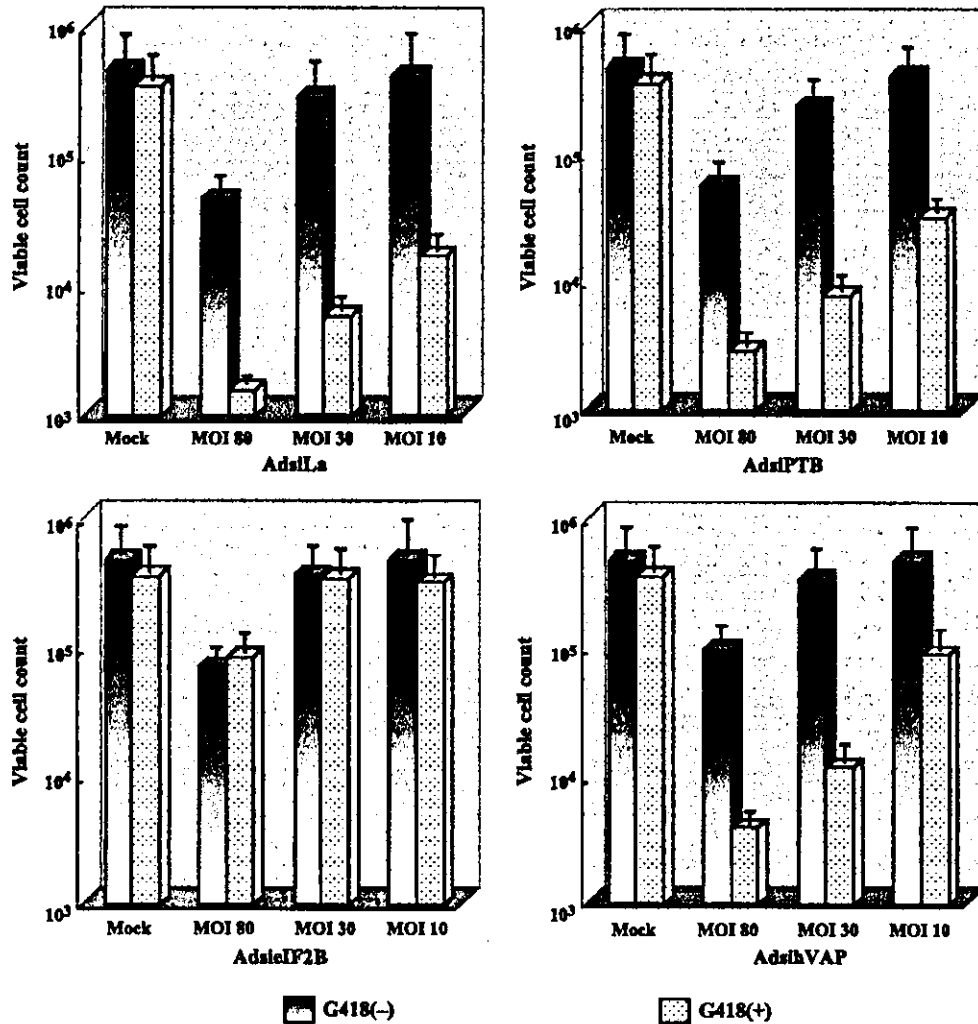 10⁶
10⁵
10⁴
10³
Viable cell count
Mock MOI 80 MOI 30 MOI 10
AdsiLa
10⁶
10⁵
10⁴
10³
Viable cell count
Mock MOI 80 MOI 30 MOI 10
AdsiPTB
10⁶
10⁵
10⁴
10³
Viable cell count
Mock MOI 80 MOI 30 MOI 10
AdsieIF2B
10⁶
10⁵
10⁴
10³
Viable cell count
Mock MOI 80 MOI 30 MOI 10
AdsihVAP
G418(–) G418(+)